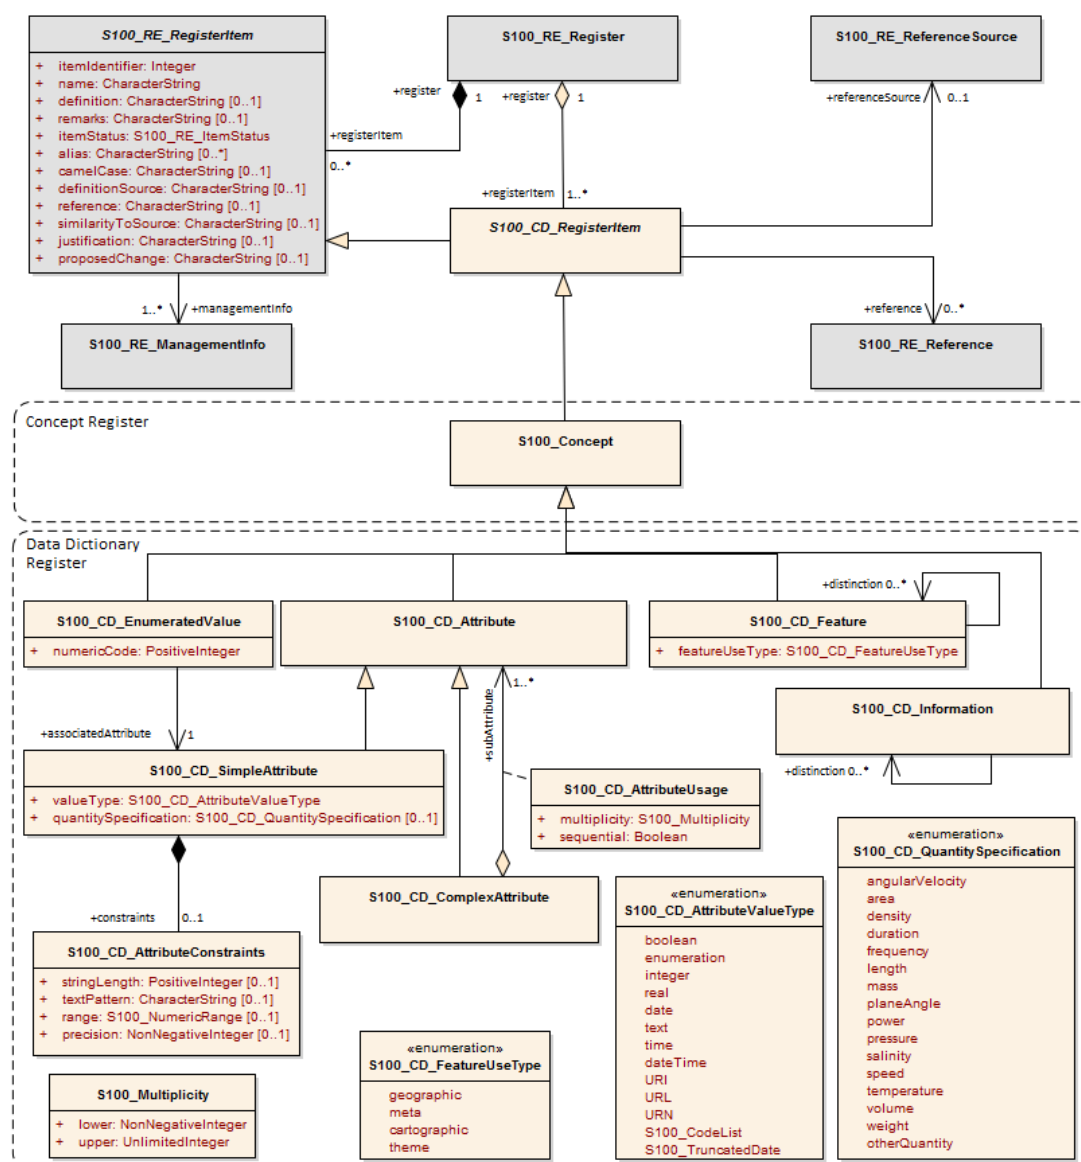 S100_RE_RegisterItem
+ itemIdentifier: Integer
+ name: CharacterString
+ definition: CharacterString [0..1]
+ remarks: CharacterString [0..1]
+ itemStatus: S100_RE_ItemStatus
+ alias: CharacterString [0..*]
+ camelCase: CharacterString [0..1]
+ definitionSource: CharacterString [0..1]
+ reference: CharacterString [0..1]
+ similarityToSource: CharacterString [0..1]
+ justification: CharacterString [0..1]
+ proposedChange: CharacterString [0..1]
S100_RE_Register
S100_RE_ReferenceSource
+register
1
+register
1
+referenceSource
0..1
+registerItem
0..*
+registerItem
1..*
S100_CD_RegisterItem
1..*
+managementInfo
+reference
0..*
S100_RE_ManagementInfo
S100_RE_Reference
Concept Register
S100_Concept
Data Dictionary
Register
+distinction 0..*
S100_CD_EnumeratedValue
+ numericCode: PositiveInteger
S100_CD_Attribute
S100_CD_Feature
+ featureUseType: S100_CD_FeatureUseType
1..*
+subAttribute
S100_CD_Information
+associatedAttribute
1
+distinction 0..*
S100_CD_SimpleAttribute
+ valueType: S100_CD_AttributeValueType
+ quantitySpecification: S100_CD_QuantitySpecification [0..1]
S100_CD_AttributeUsage
+ multiplicity: S100_Multiplicity
+ sequential: Boolean
S100_CD_ComplexAttribute
+constraints
0..1
S100_CD_AttributeConstraints
+ stringLength: PositiveInteger [0..1]
+ textPattern: CharacterString [0..1]
+ range: S100_NumericRange [0..1]
+ precision: NonNegativeInteger [0..1]
S100_Multiplicity
+ lower: NonNegativeInteger
+ upper: UnlimitedInteger
«enumeration»
S100_CD_FeatureUseType
geographic
meta
cartographic
theme
«enumeration»
S100_CD_AttributeValueType
boolean
enumeration
integer
real
date
text
time
dateTime
URI
URL
URN
S100_CodeList
S100_TruncatedDate
«enumeration»
S100_CD_QuantitySpecification
angularVelocity
area
density
duration
frequency
length
mass
planeAngle
power
pressure
salinity
speed
temperature
volume
weight
otherQuantity